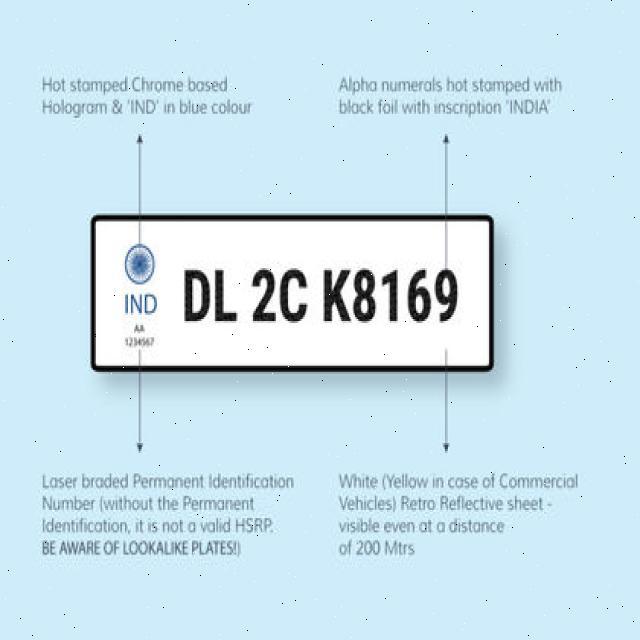 Hot stamped Chrome based
Hologram & 'IND' in blue colour
Alpha numerals hot stamped with
black foil with inscription 'INDIA'
IND
AA
1234567
DL 2C K8169
Laser braded Permanent Identification
Number (without the Permanent
Identification, it is not a valid HSRP.
BE AWARE OF LOOKALIKE PLATES!)
White (Yellow in case of Commercial
Vehicles) Retro Reflective sheet -
visible even at a distance
of 200 Mtrs